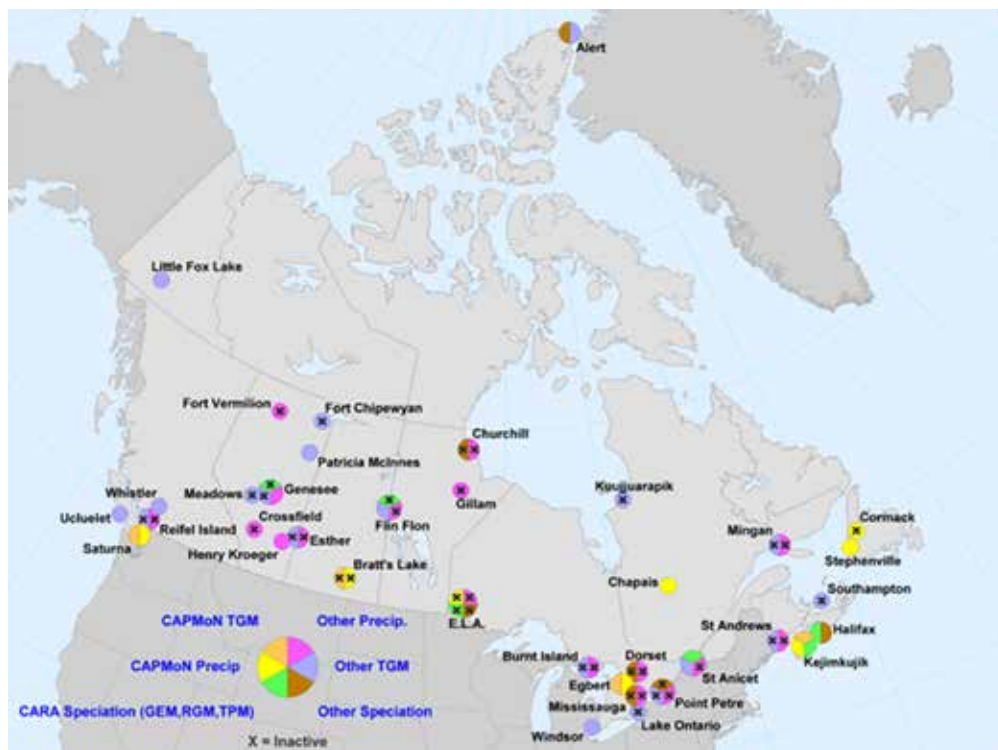 Alert
Little Fox Lake
Fort Vermilion
Fort Chipewyan
Churchill
Patricia McInnes
Meadows
Genesee
Gillam
Kuujjuarapik
Whistler
Ucluelet
Reifel Island
Crossfield
Flin Flon
Cormack
Mingan
Saturna
Henry Kroeger
Esther
Stephenville
Bratt's Lake
Chapais
Southampton
E.L.A.
CAPMoN TGM
Other Precip.
St Andrews
Halifax
CAPMoN Precip
Other TGM
Burnt Island
Dorset
Kejimkujik
St Anicet
Egbert
CARA Speciation (GEM,RGM,TPM)
Other Speciation
Mississauga
Point Petre
Lake Ontario
Windsor
X = Inactive